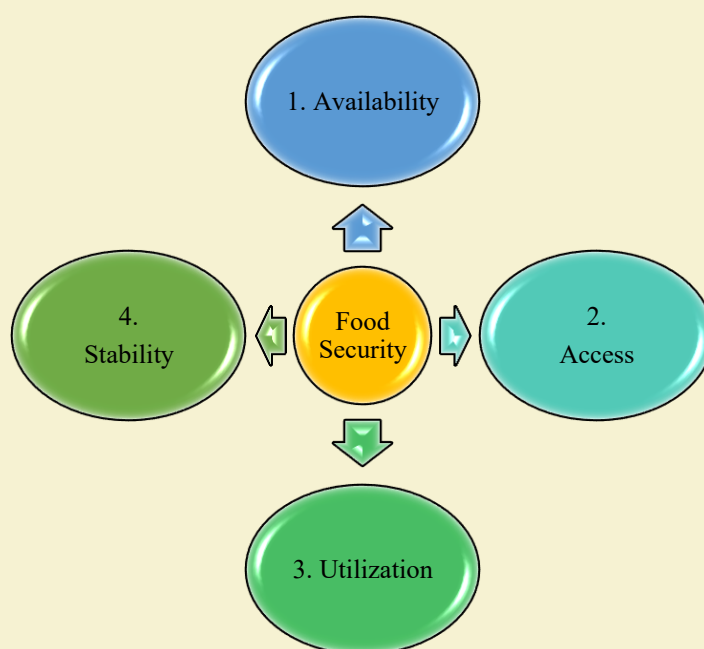 1. Availability
2.
Access
3. Utilization
4.
Stability
Food
Security